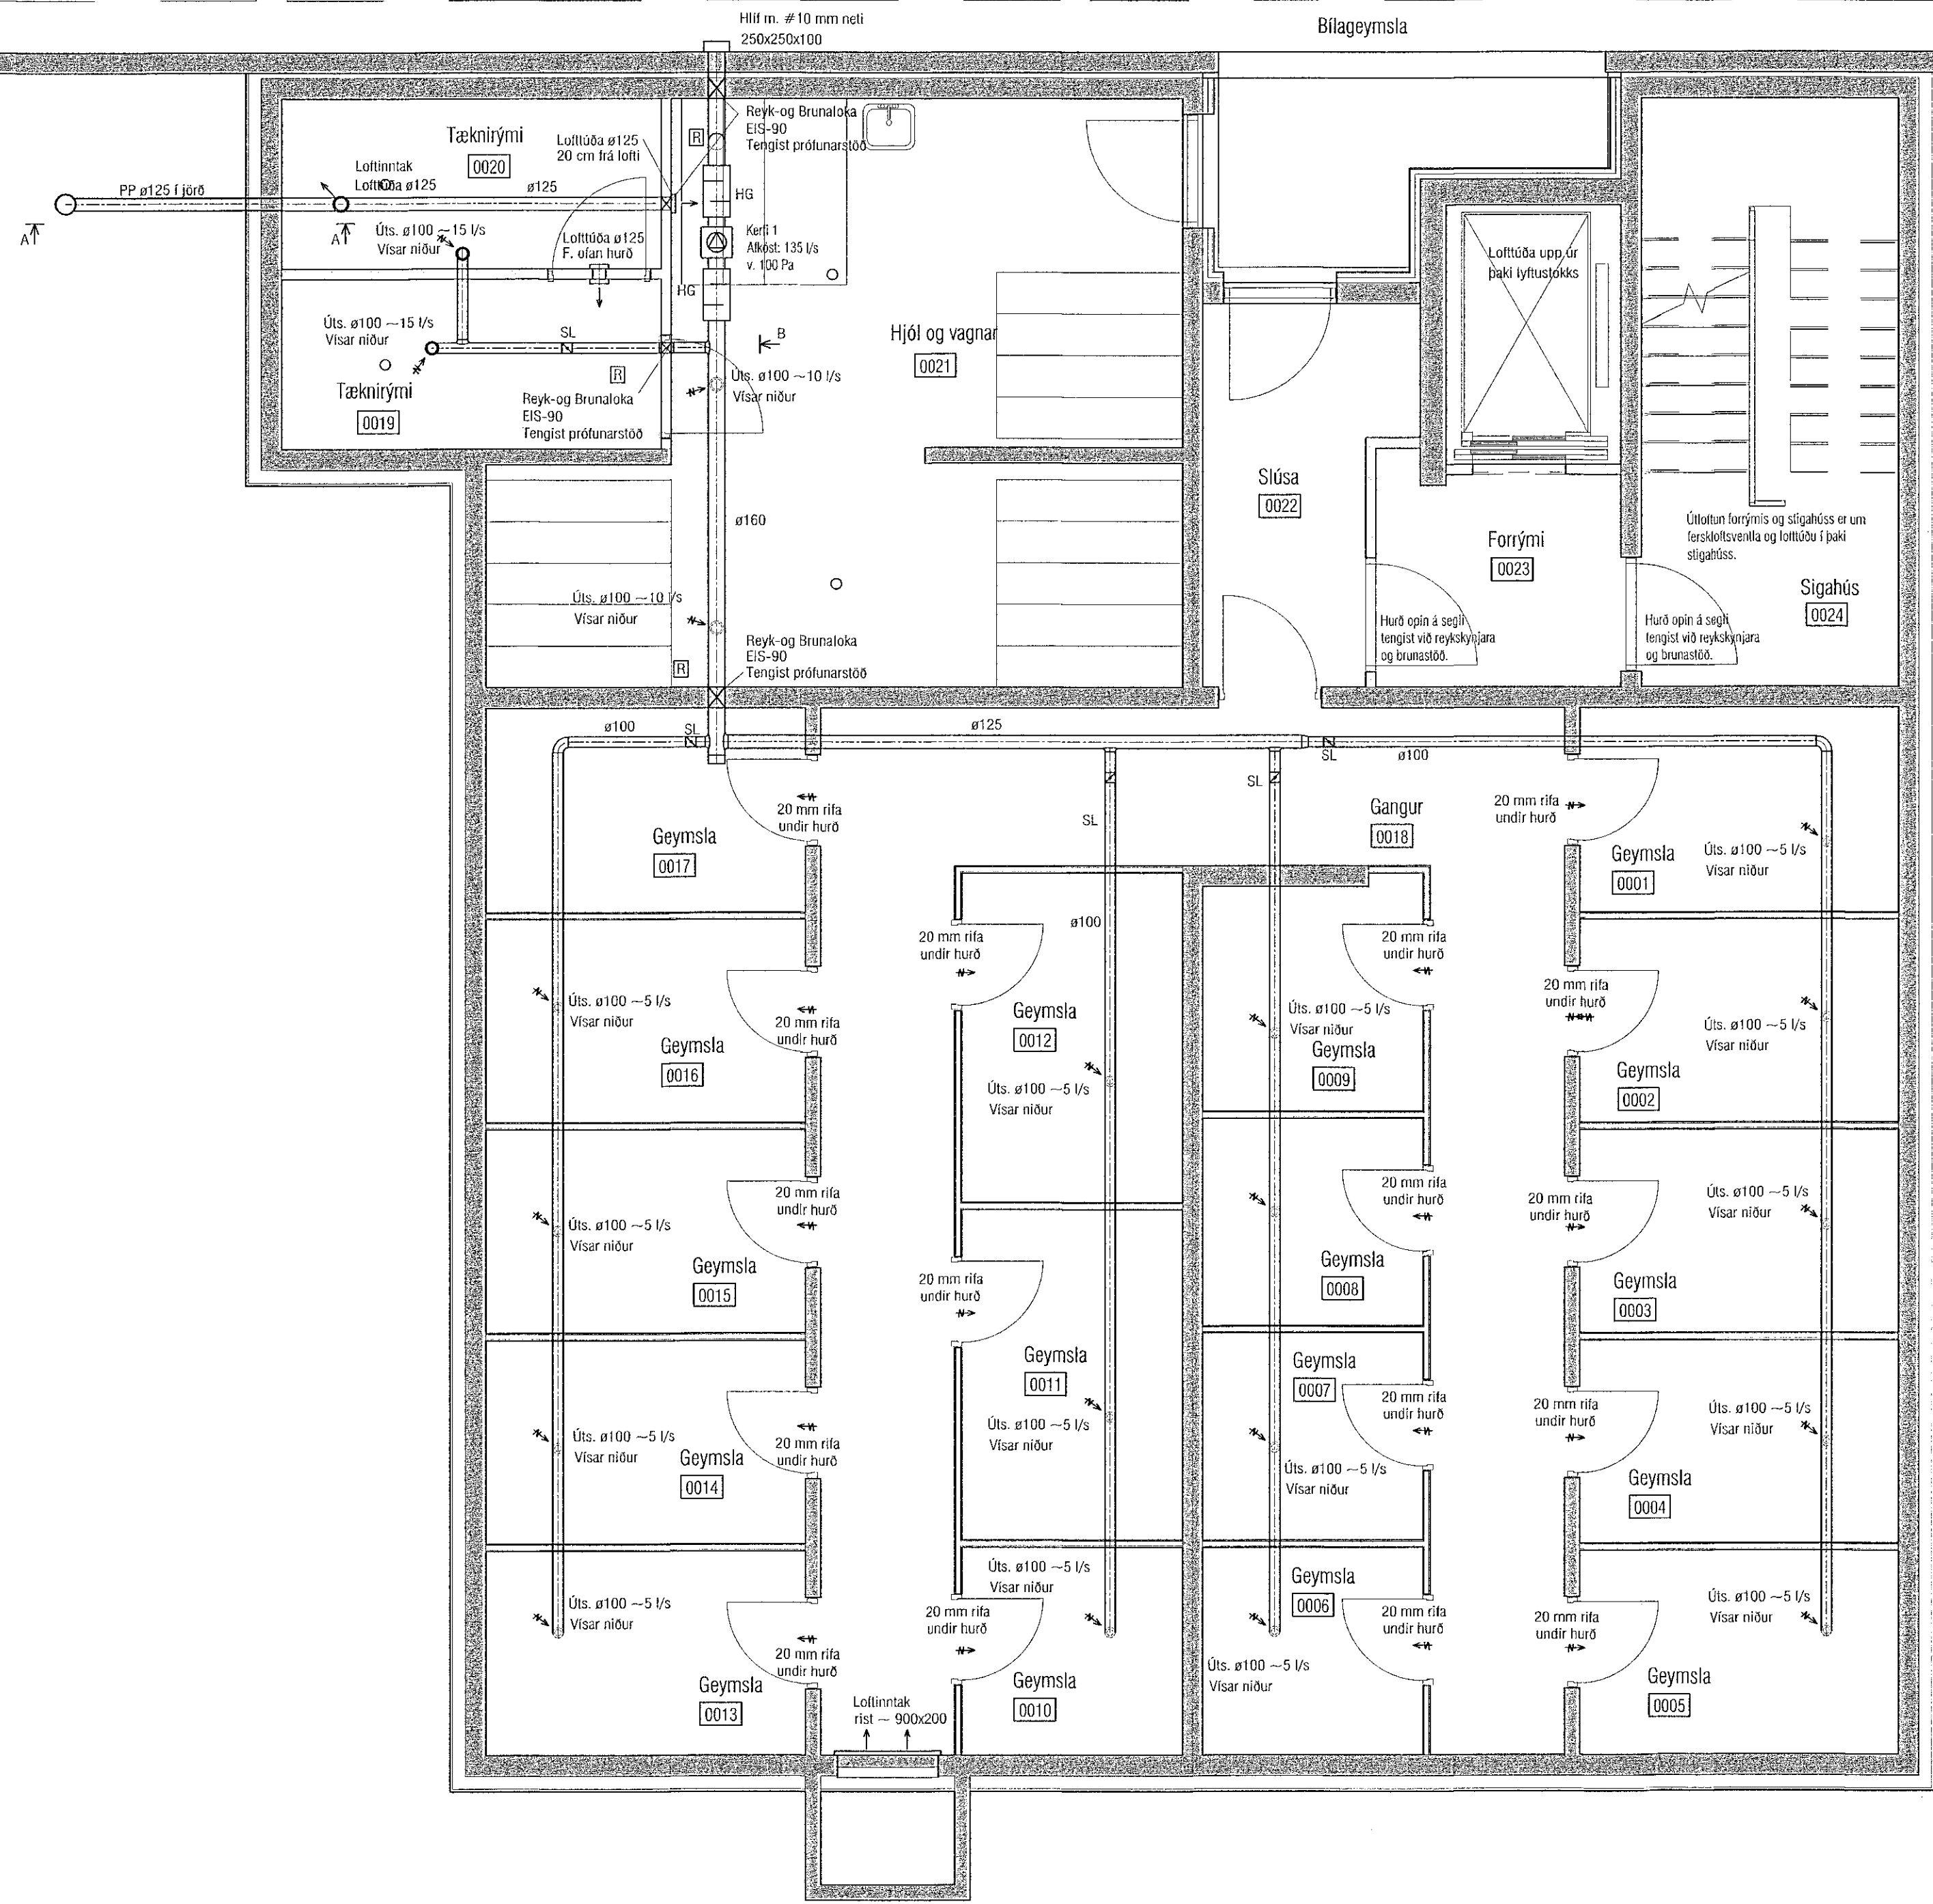 Hlíf m. #10 mm neti
250x250x100
Bílageymsla
Tæknirými
0020
Loftinntak
Lofttúða ø125
PP ø125 í jörð
ø125
Lofttúða ø125
20 cm frá lofti
R
Reyk-og Brunaloka
EIS-90
Tengist prófunarstöð
HG
Kerfi 1
Afköst: 135 l/s
v. 100 Pa
HG
A
A
Úts. ø100 ~15 l/s
Vísar niður
Lofttúða ø125
F. ofan hurð
Úts. ø100 ~15 l/s
Vísar niður
SL
B
Tæknirými
0019
R
Reyk-og Brunaloka
EIS-90
Tengist prófunarstöð
Úts. ø100 ~10 l/s
Vísar niður
Hjól og vagnar
0021
Lofttúða upp úr
þaki lyftustokks
Slúsa
0022
Forrými
0023
Útloftun forrýmis og stigahúss er um
ferskloftsventla og lofttúðu í þaki
stigahúss.
Sigahús
0024
Hurð opin á segli
tengist við reykskynjara
og brunastöð.
Hurð opin á segli
tengist við reykskynjara
og brunastöð.
ø160
Úts. ø100 ~10 l/s
Vísar niður
R
Reyk-og Brunaloka
EIS-90
Tengist prófunarstöð
ø100
SL
ø125
SL
ø100
SL
SL
Gangur
0018
20 mm rifa
undir hurð
20 mm rifa
undir hurð
Geymsla
0017
Geymsla
0001
Úts. ø100 ~5 l/s
Vísar niður
ø100
20 mm rifa
undir hurð
20 mm rifa
undir hurð
20 mm rifa
undir hurð
Úts. ø100 ~5 l/s
Vísar niður
20 mm rifa
undir hurð
Geymsla
0016
Geymsla
0012
Úts. ø100 ~5 l/s
Vísar niður
Úts. ø100 ~5 l/s
Vísar niður
Geymsla
0009
Úts. ø100 ~5 l/s
Vísar niður
Geymsla
0002
20 mm rifa
undir hurð
20 mm rifa
undir hurð
20 mm rifa
undir hurð
Úts. ø100 ~5 l/s
Vísar niður
Úts. ø100 ~5 l/s
Vísar niður
Geymsla
0015
20 mm rifa
undir hurð
Geymsla
0008
Geymsla
0003
Geymsla
0011
Geymsla
0007
20 mm rifa
undir hurð
20 mm rifa
undir hurð
Úts. ø100 ~5 l/s
Vísar niður
Úts. ø100 ~5 l/s
Vísar niður
Geymsla
0014
20 mm rifa
undir hurð
Úts. ø100 ~5 l/s
Vísar niður
Úts. ø100 ~5 l/s
Vísar niður
Geymsla
0004
Úts. ø100 ~5 l/s
Vísar niður
Úts. ø100 ~5 l/s
Vísar niður
Geymsla
0006
20 mm rifa
undir hurð
20 mm rifa
undir hurð
20 mm rifa
undir hurð
Úts. ø100 ~5 l/s
Vísar niður
20 mm rifa
undir hurð
Geymsla
0013
Loftinntak
rist ~ 900x200
Geymsla
0010
Úts. ø100 ~5 l/s
Vísar niður
Geymsla
0005